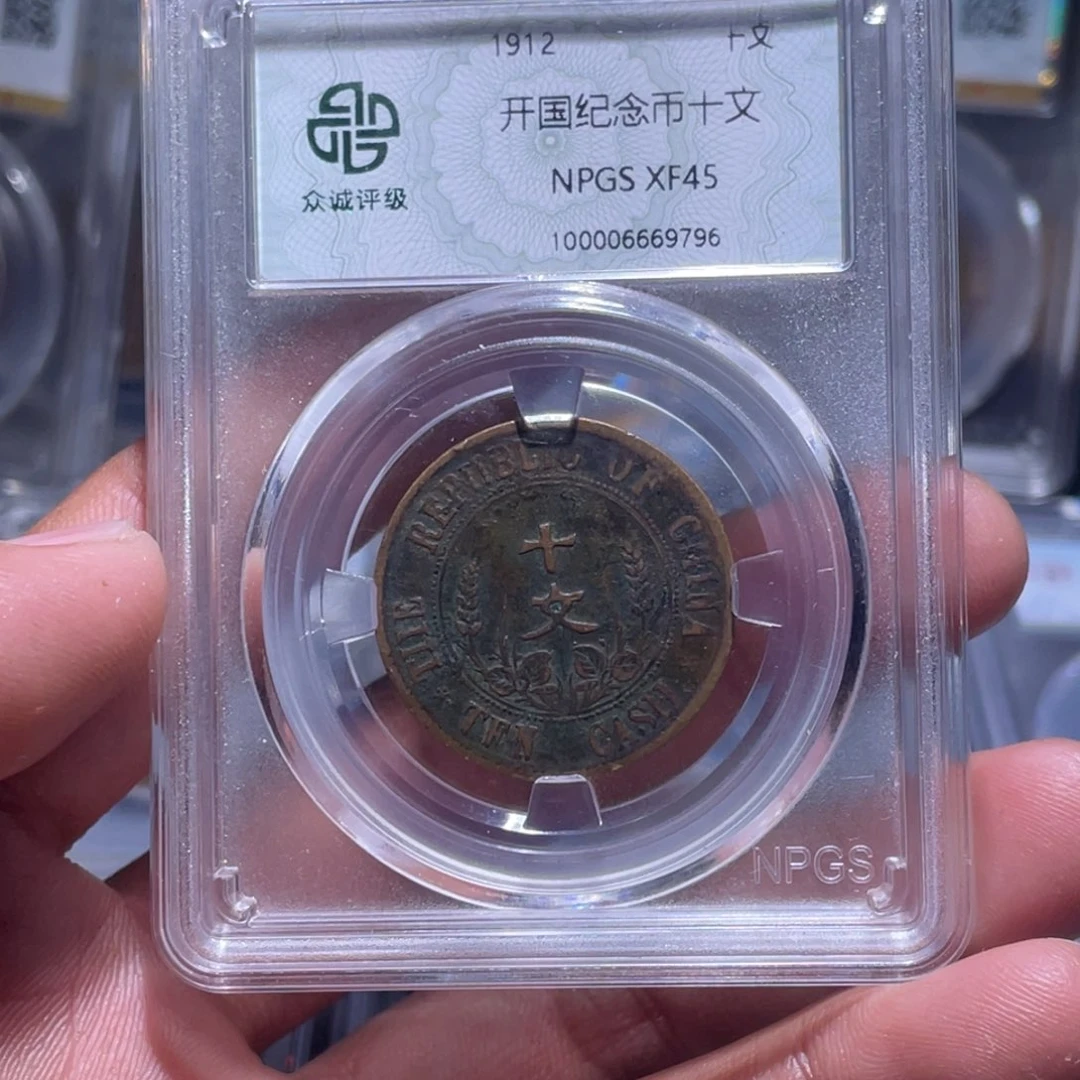 1912 十文
开国纪念币十文
NPGS XF45
众诚评级
100006669796
THE REPUBLIC OF CHINA
十
文
TEN CASH
NPGS